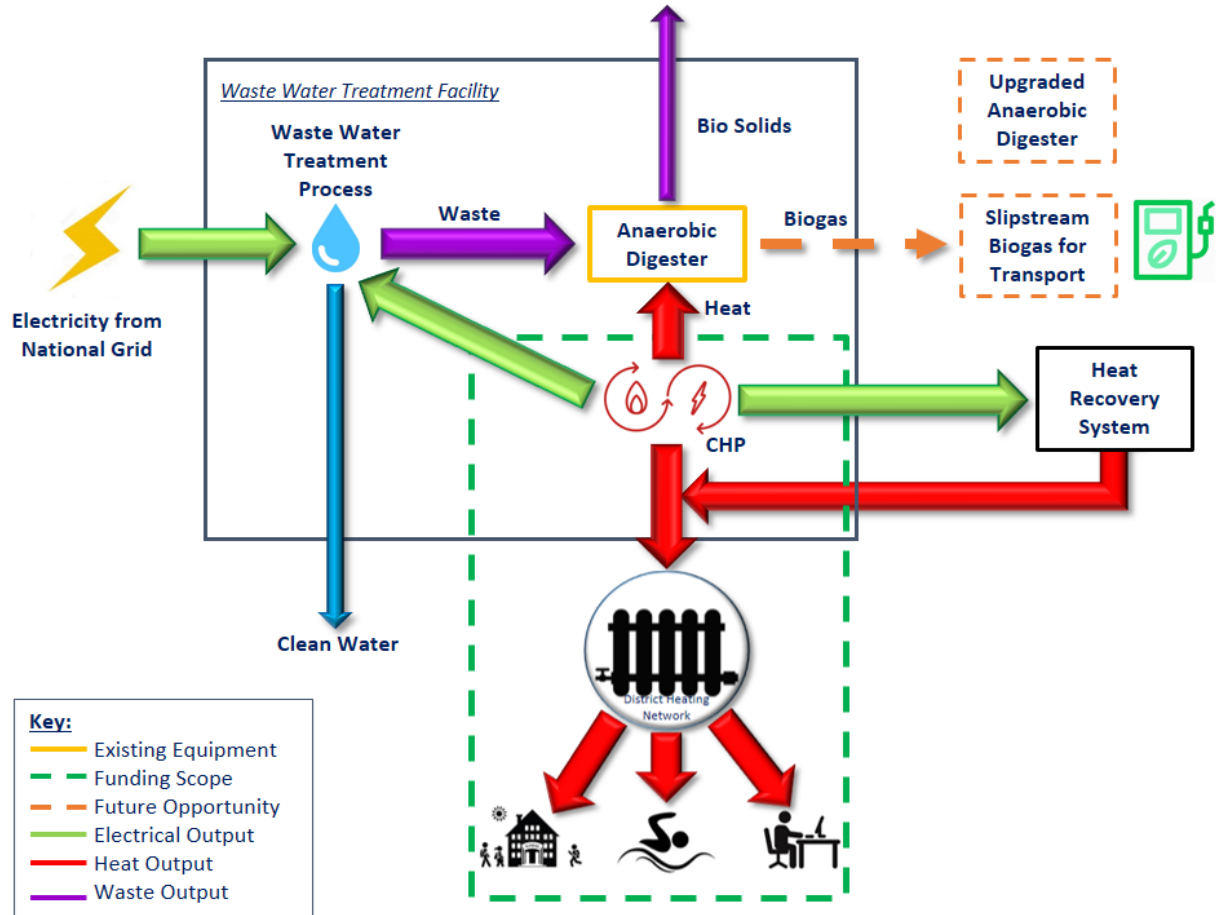 Waste Water Treatment Facility
Waste Water
Treatment
Process
Bio Solids
Upgraded
Anaerobic
Digester
Waste
Anaerobic
Digester
Biogas
Slipstream
Biogas for
Transport
Electricity from
National Grid
Heat
CHP
Heat
Recovery
System
Clean Water
District Heating
Network
Key:
Existing Equipment
Funding Scope
Future Opportunity
Electrical Output
Heat Output
Waste Output